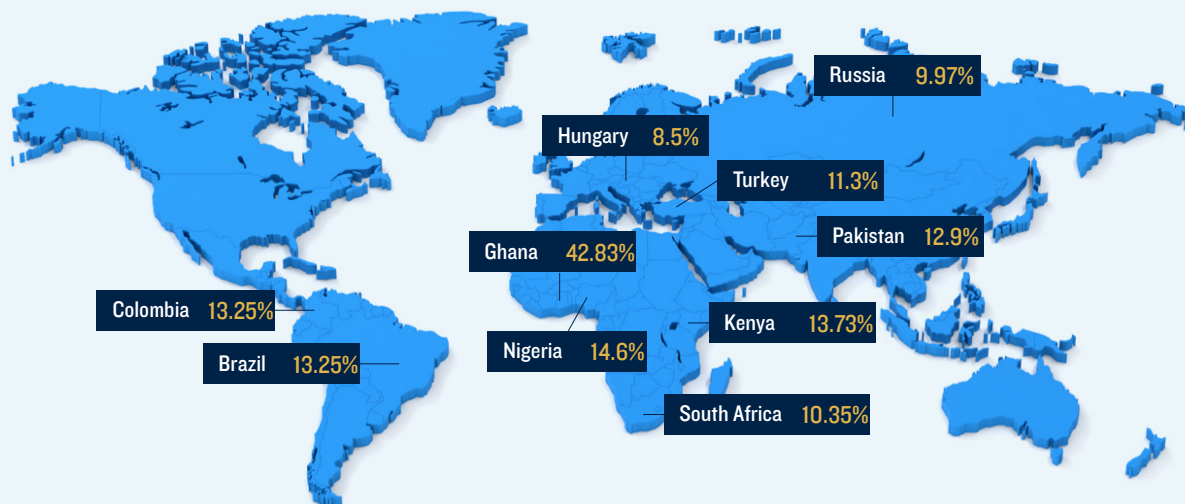 Russia 9.97%
Hungary 8.5%
Turkey 11.3%
Pakistan 12.9%
Ghana 42.83%
Colombia 13.25%
Kenya 13.73%
Nigeria 14.6%
Brazil 13.25%
South Africa 10.35%